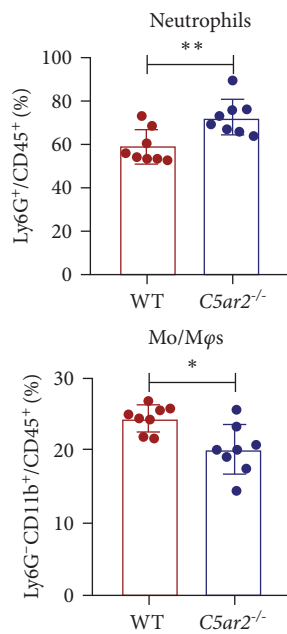 Neutrophils
**
Ly6G⁺/CD45⁺ (%)
100
80
60
40
20
0
WT
C5ar2⁻/⁻
Mo/Mφs
*
Ly6G⁻CD11b⁺/CD45⁺ (%)
30
20
10
0
WT
C5ar2⁻/⁻